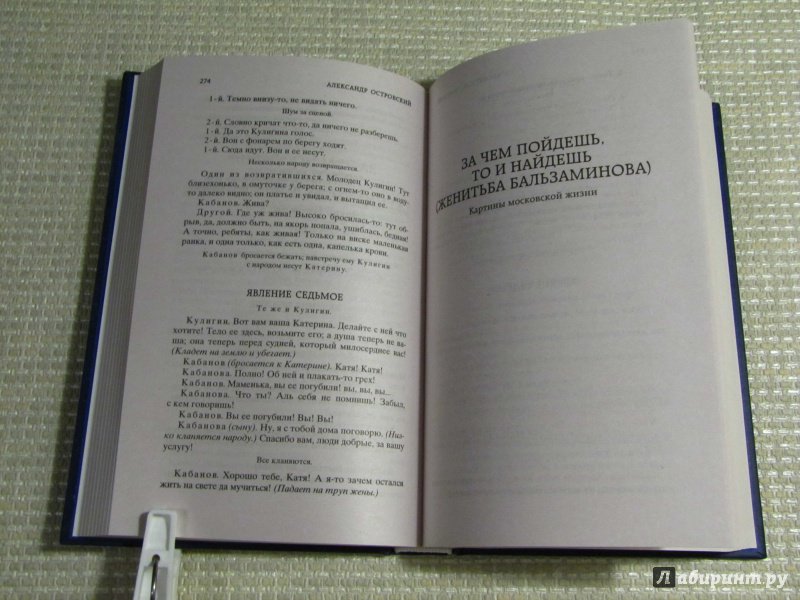 274
АЛЕКСАНДР ОСТРОВСКИЙ
1-й. Темно внизу-то, не видать ничего.
Шум за сценой.
2-й. Словно кричат что-то, да ничего не разберешь.
1-й. Да это Кулигина голос.
2-й. Вон с фонарем по берегу ходят.
1-й. Сюда идут. Вон и ее несут.
Несколько народу возвращается.
Один из возвратившихся. Молодец Кулигин! Тут
близехонько, в омуточке у берега; с огнем-то оно в воду-
то далеко видно; он платье и увидал, и вытащил ее.
Кабанов. Жива?
Другой. Где уж жива! Высоко бросилась-то: тут об-
рыв, да, должно быть, на якорь попала, ушиблась, бедная!
А точно, ребяты, как живая! Только на виске маленькая
ранка, и одна только, как есть одна, капелька крови.
Кабанов бросается бежать; навстречу ему Кулигин
с народом несут Катерину.
ЯВЛЕНИЕ СЕДЬМОЕ
Те же и Кулигин.
Кулигин. Вот вам ваша Катерина. Делайте с ней что
хотите! Тело ее здесь, возьмите его; а душа теперь не ва-
ша; она теперь перед судией, который милосерднее вас!
(Кладет на землю и убегает.)
Кабанов (бросается к Катерине). Катя! Катя!
Кабанова. Полно! Об ней и плакать-то грех!
Кабанов. Маменька, вы ее погубили! вы, вы, вы...
Кабанова. Что ты? Аль себя не помнишь! Забыл,
с кем говоришь!
Кабанов. Вы ее погубили! Вы! Вы!
Кабанова (сыну). Ну, я с тобой дома поговорю. (Низ-
ко кланяется народу.) Спасибо вам, люди добрые, за вашу
услугу!
Все кланяются.
Кабанов. Хорошо тебе, Катя! А я-то зачем остался
жить на свете да мучиться! (Падает на труп жены.)
ЗА ЧЕМ ПОЙДЕШЬ,
ТО И НАЙДЕШЬ
(ЖЕНИТЬБА БАЛЬЗАМИНОВА)
Картины московской жизни
Лабиринт.ру